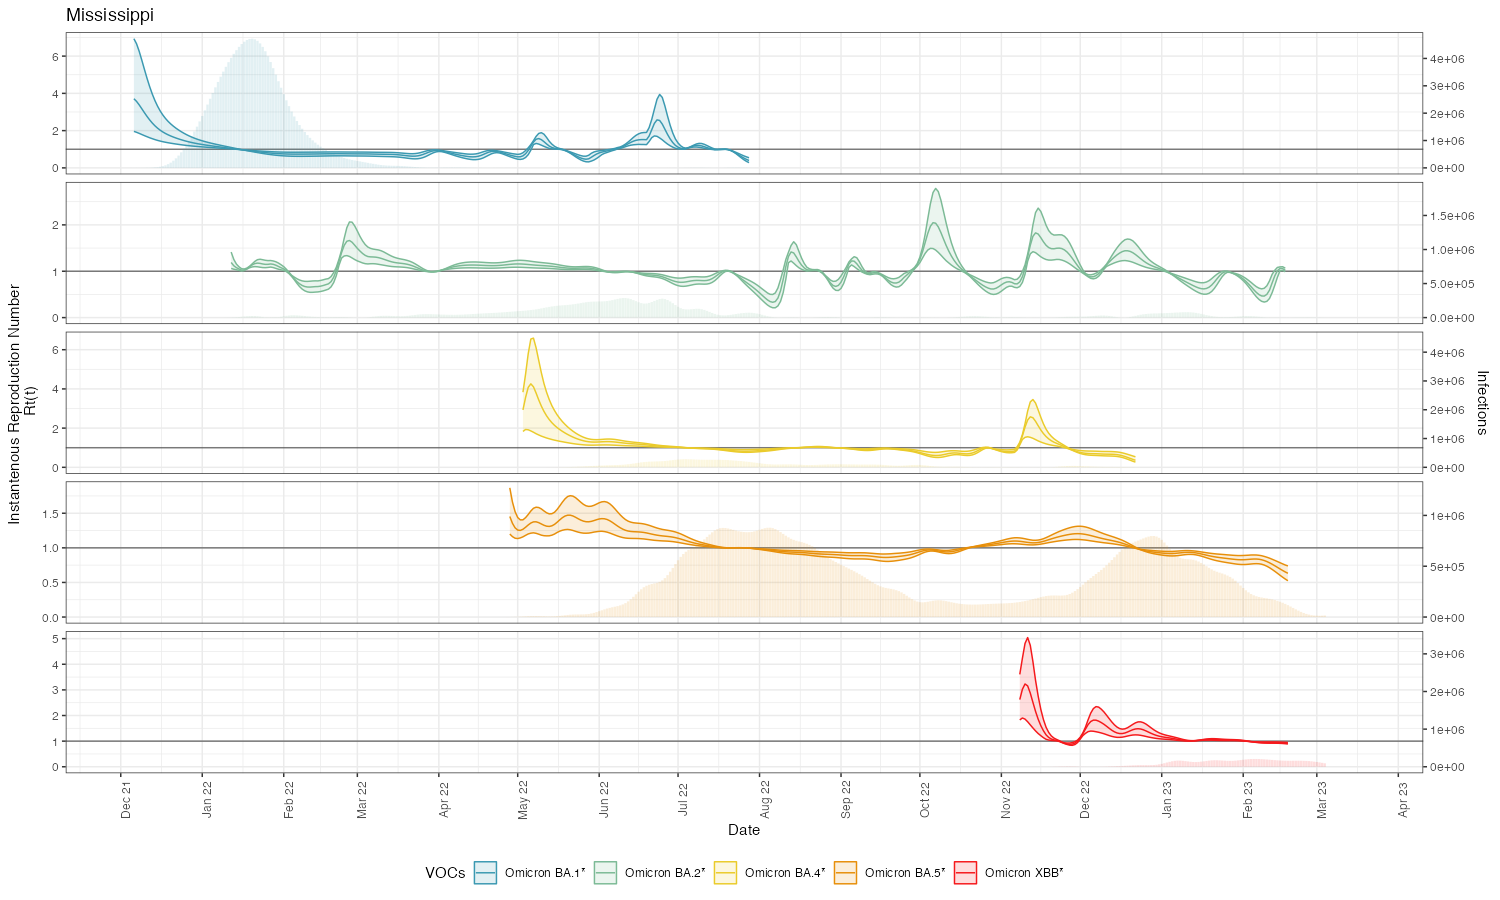 Mississippi
Instantenous Reproduction Number
Rt(t)
6
4
2
0
4e+06
3e+06
2e+06
1e+06
0e+00
2
1
0
1.5e+06
1.0e+06
5.0e+05
0.0e+00
6
4
2
0
4e+06
3e+06
2e+06
1e+06
0e+00
Infections
1.5
1.0
0.5
0.0
1e+06
5e+05
0e+00
5
4
3
2
1
0
3e+06
2e+06
1e+06
0e+00
Dec 21
Jan 22
Feb 22
Mar 22
Apr 22
May 22
Jun 22
Jul 22
Aug 22
Sep 22
Oct 22
Nov 22
Dec 22
Jan 23
Feb 23
Mar 23
Apr 23
Date
VOCs Omicron BA.1* Omicron BA.2* Omicron BA.4* Omicron BA.5* Omicron XBB*